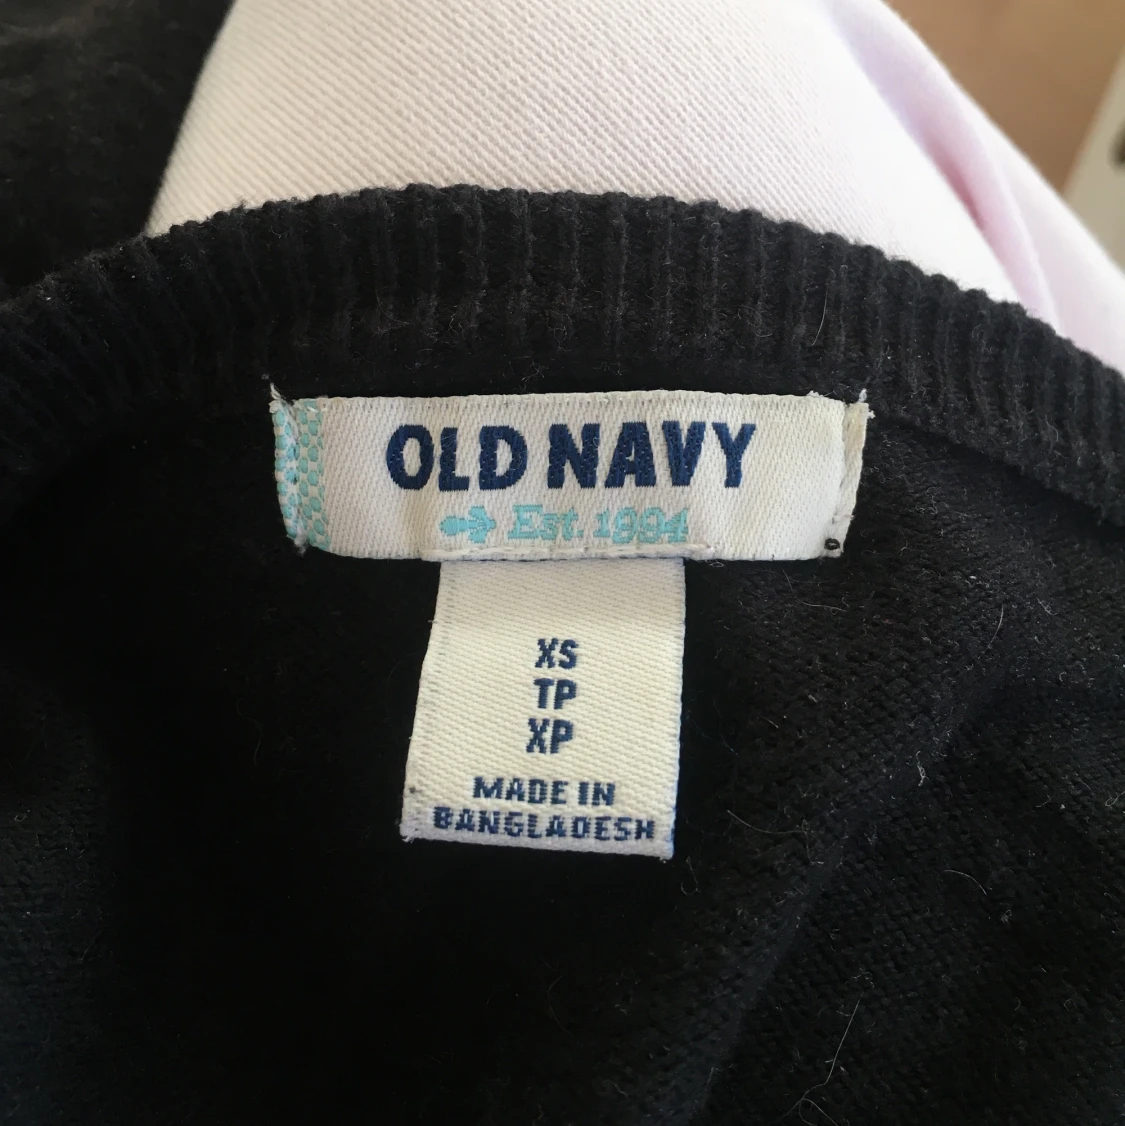 OLD NAVY
Est. 1994
XS
TP
XP
MADE IN
BANGLADESH